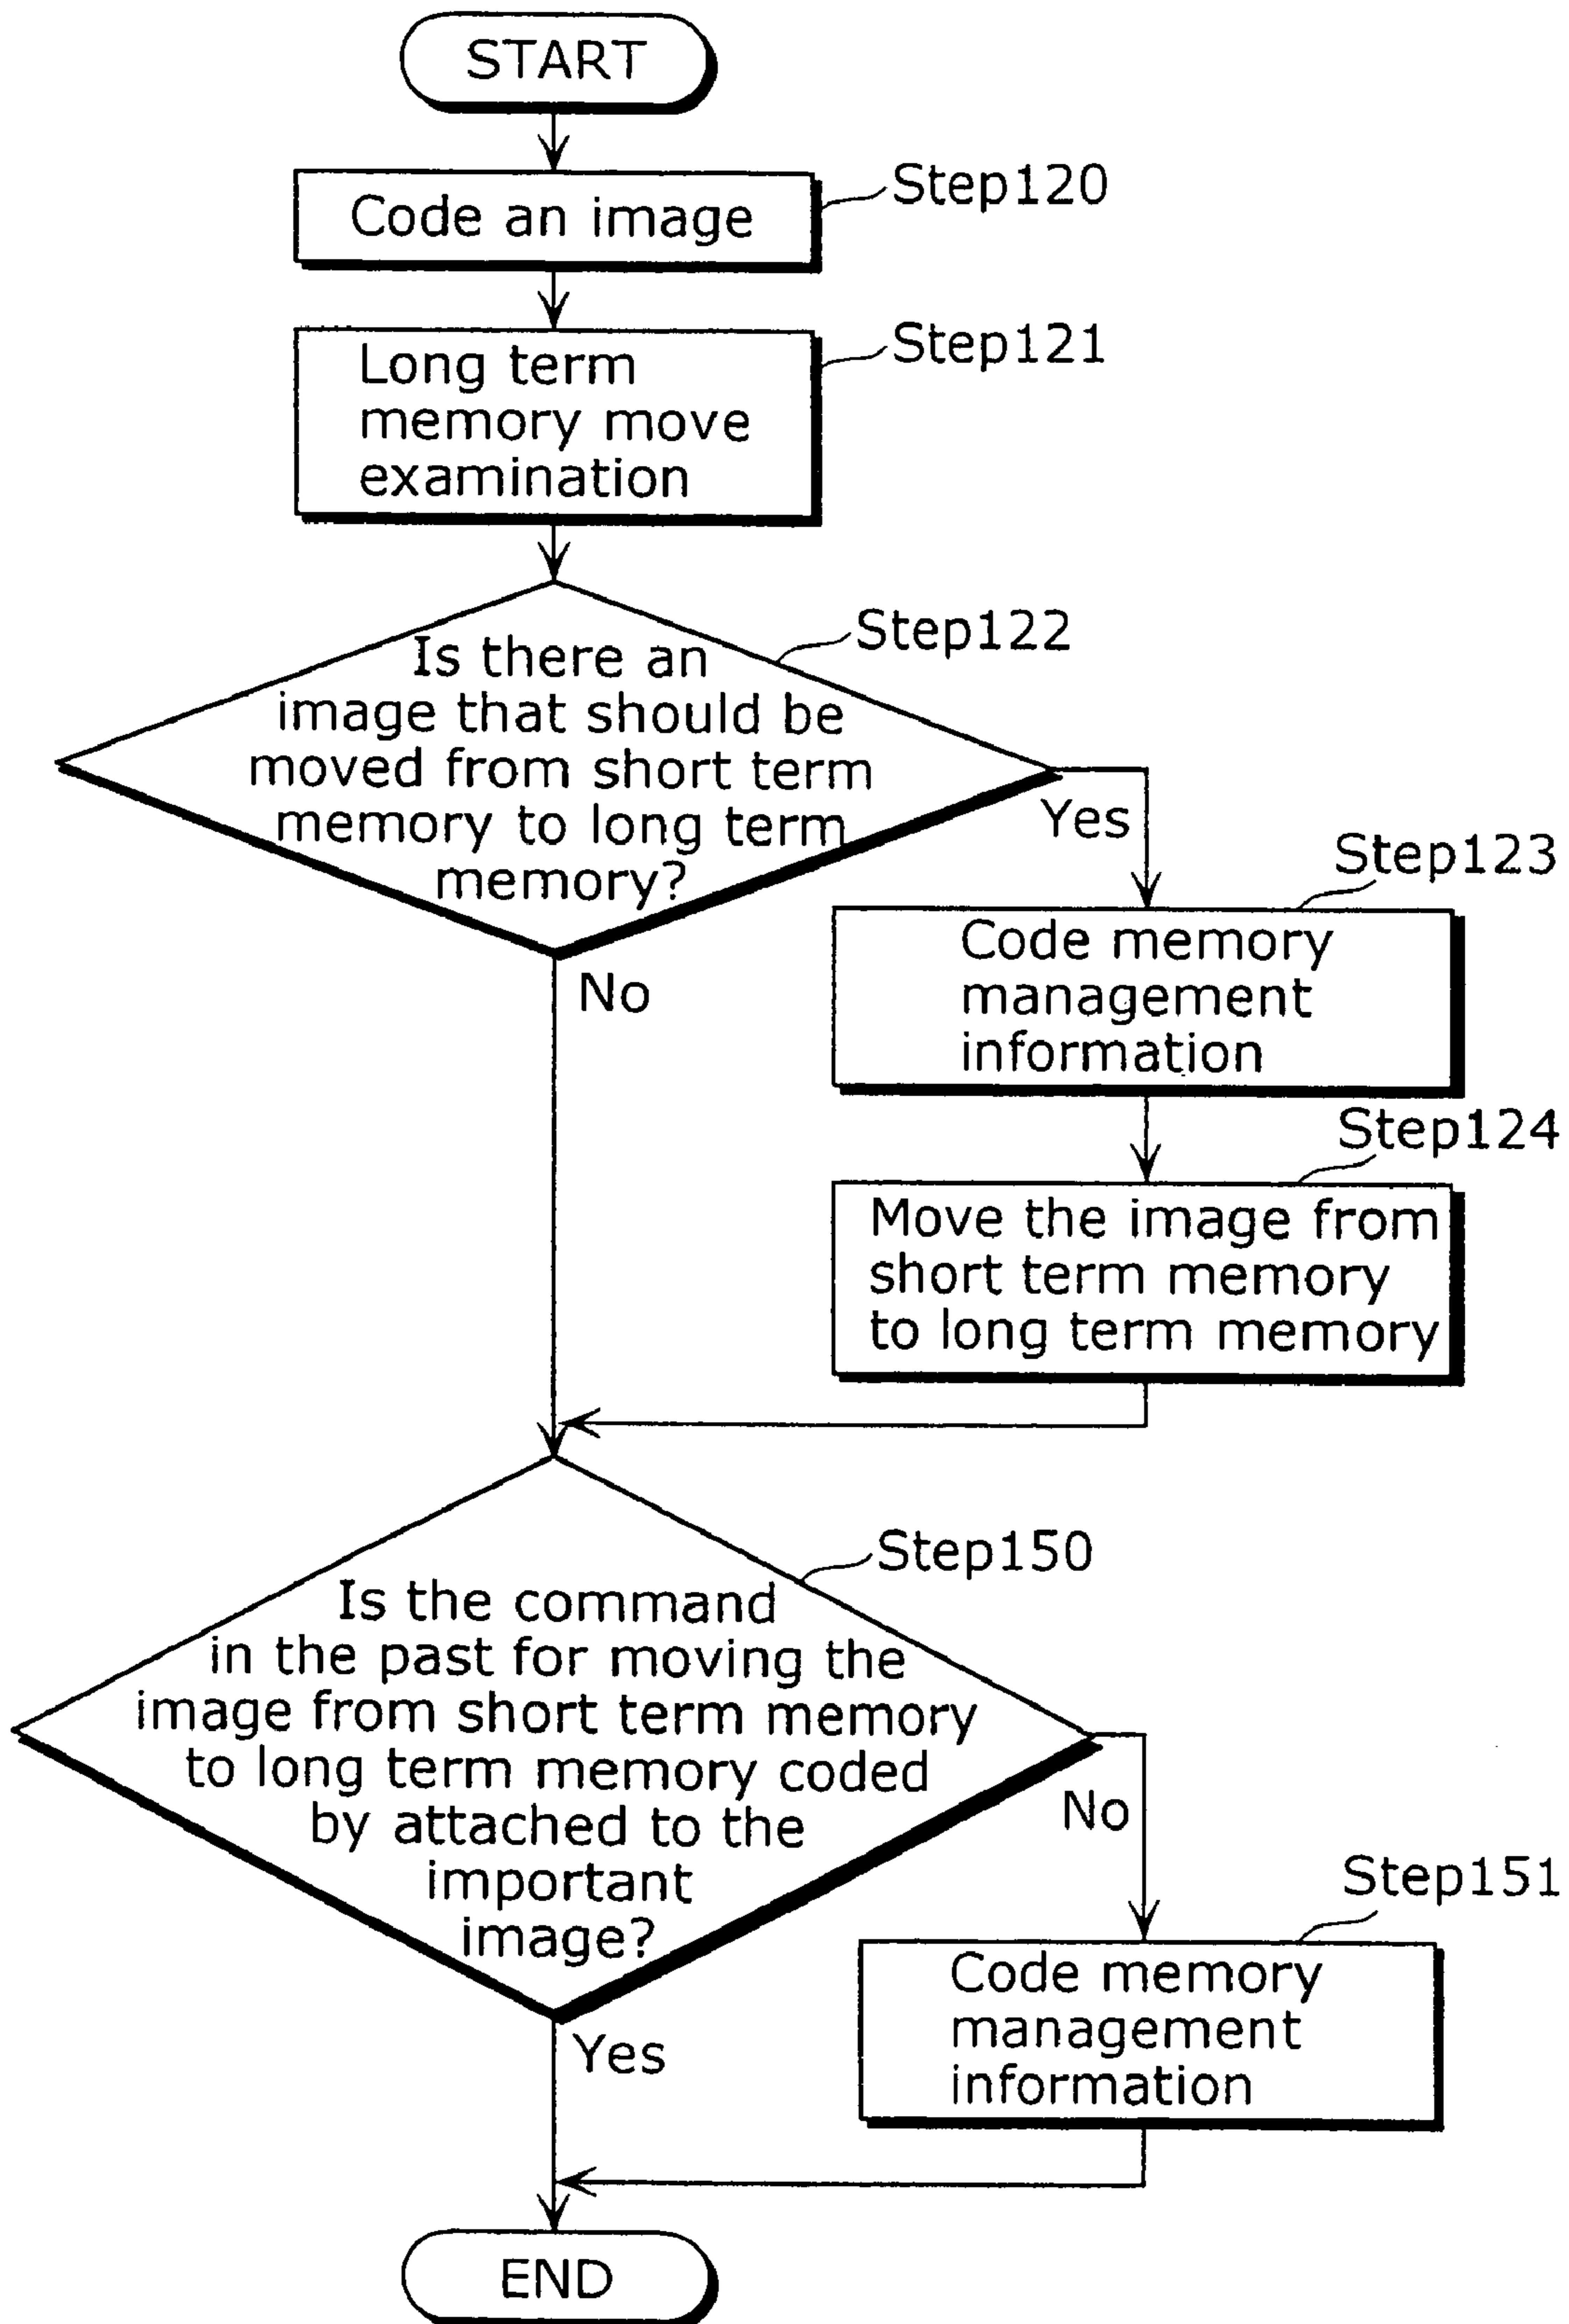 START
Step120
Code an image
Step121
Long term
memory move
examination
Step122
Is there an
image that should be
moved from short term
memory to long term
memory?
Yes
No
Step123
Code memory
management
information
Step124
Move the image from
short term memory
to long term memory
Step150
Is the command
in the past for moving the
image from short term memory
to long term memory coded
by attached to the
important
image?
No
Yes
Step151
Code memory
management
information
END